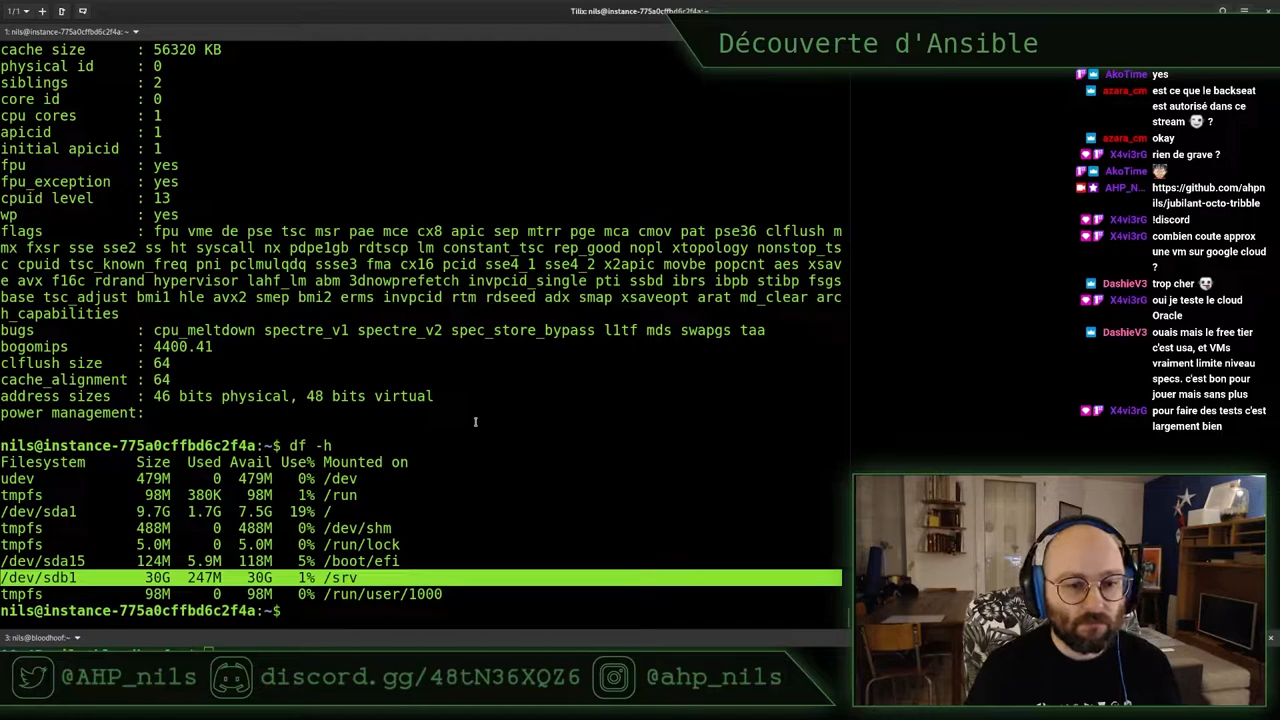 1/1
Tilix: nils@instance-775a0cffbd6c2f4a:~
1: nils@instance-775a0cffbd6c2f4a:~
Découverte d'Ansible
cache size : 56320 KB
physical id : 0
siblings : 2
core id : 0
cpu cores : 1
apicid : 1
initial apicid : 1
fpu : yes
fpu_exception : yes
cpuid level : 13
wp : yes
flags : fpu vme de pse tsc msr pae mce cx8 apic sep mtrr pge mca cmov pat pse36 clflush m
mx fxsr sse sse2 ss ht syscall nx pdpe1gb rdtscp lm constant_tsc rep_good nopl xtopology nonstop_ts
c cpuid tsc_known_freq pni pclmulqdq ssse3 fma cx16 pcid sse4_1 sse4_2 x2apic movbe popcnt aes xsav
e avx f16c rdrand hypervisor lahf_lm abm 3dnowprefetch invpcid_single pti ssbd ibrs ibpb stibp fsgs
base tsc_adjust bmi1 hle avx2 smep bmi2 erms invpcid rtm rdseed adx smap xsaveopt arat md_clear arc
h_capabilities
bugs : cpu_meltdown spectre_v1 spectre_v2 spec_store_bypass l1tf mds swapgs taa
bogomips : 4400.41
clflush size : 64
cache_alignment : 64
address sizes : 46 bits physical, 48 bits virtual
power management:
nils@instance-775a0cffbd6c2f4a:~$ df -h
Filesystem Size Used Avail Use% Mounted on
udev 479M 0 479M 0% /dev
tmpfs 98M 380K 98M 1% /run
/dev/sda1 9.7G 1.7G 7.5G 19% /
tmpfs 488M 0 488M 0% /dev/shm
tmpfs 5.0M 0 5.0M 0% /run/lock
/dev/sda15 124M 5.9M 118M 5% /boot/efi
/dev/sdb1 30G 247M 30G 1% /srv
tmpfs 98M 0 98M 0% /run/user/1000
nils@instance-775a0cffbd6c2f4a:~$
3: nils@bloodhoof:~
AkoTime yes
azara_cm est ce que le backseat
est autorisé dans ce
stream ?
azara_cm okay
X4vi3rG rien de grave ?
AkoTime
AHP_N... https://github.com/ahpn
ils/jubilant-octo-tribble
X4vi3rG !discord
X4vi3rG combien coute approx
une vm sur google cloud
?
DashieV3 trop cher
X4vi3rG oui je teste le cloud
Oracle
DashieV3 ouais mais le free tier
c'est usa, et VMs
vraiment limite niveau
specs. c'est bon pour
jouer mais sans plus
X4vi3rG pour faire des tests c'est
largement bien
@AHP_nils
discord.gg/48tN36XQZ6
@ahp_nils